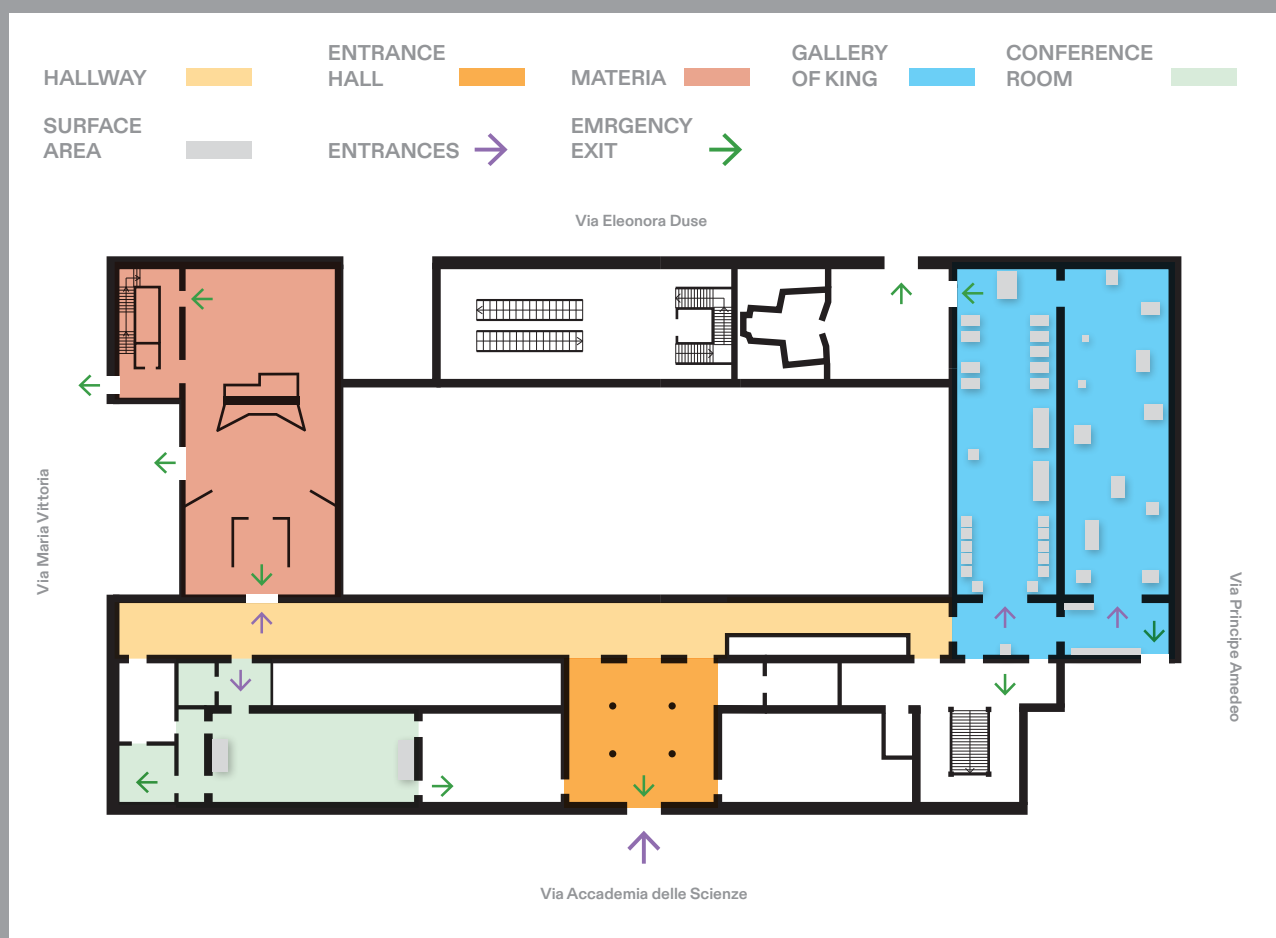 HALLWAY
ENTRANCE
HALL
MATERIA
GALLERY
OF KING
CONFERENCE
ROOM
SURFACE
AREA
ENTRANCES
EMRGENCY
EXIT
Via Eleonora Duse
Via Maria Vittoria
Via Principe Amedeo
Via Accademia delle Scienze